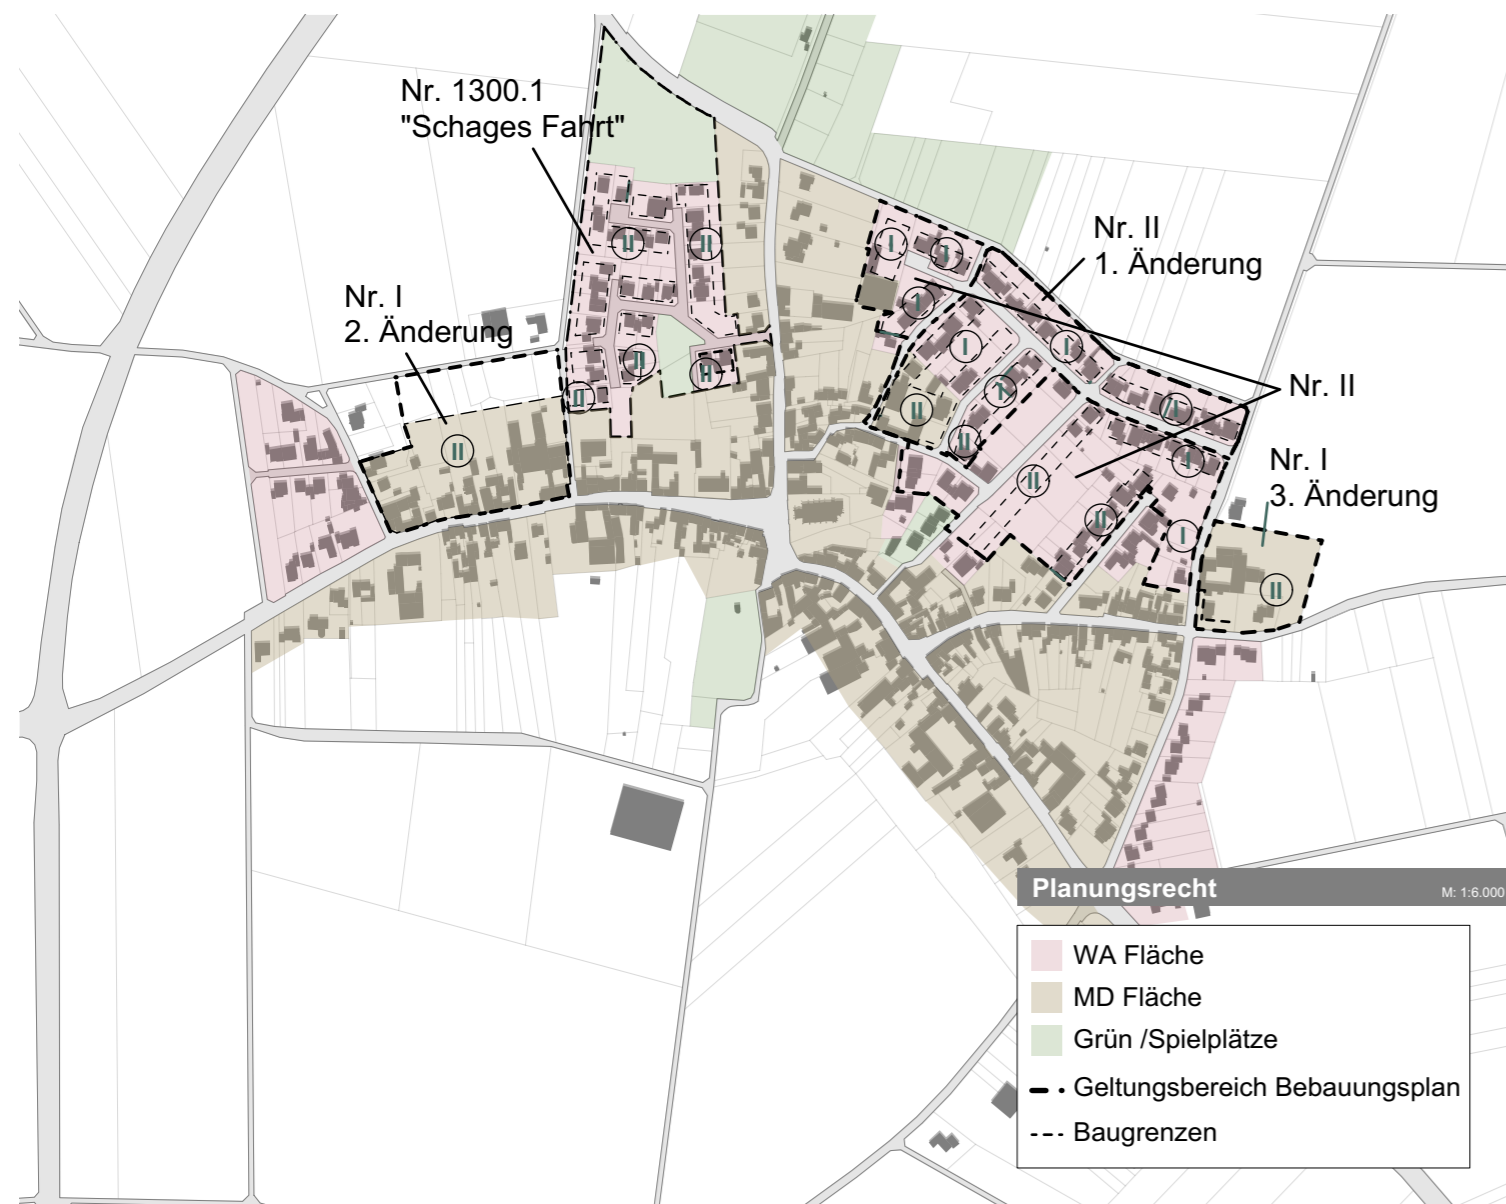 Nr. 1300.1
"Schages Fahrt"
Nr. II
1. Änderung
Nr. I
2. Änderung
Nr. II
Nr. I
3. Änderung
I
I
II
II
I
I
I
II
II
I
II
II
I
II
II
I
II
II
II
I
II
Planungsrecht
M: 1:6.000
WA Fläche
MD Fläche
Grün /Spielplätze
Geltungsbereich Bebauungsplan
Baugrenzen